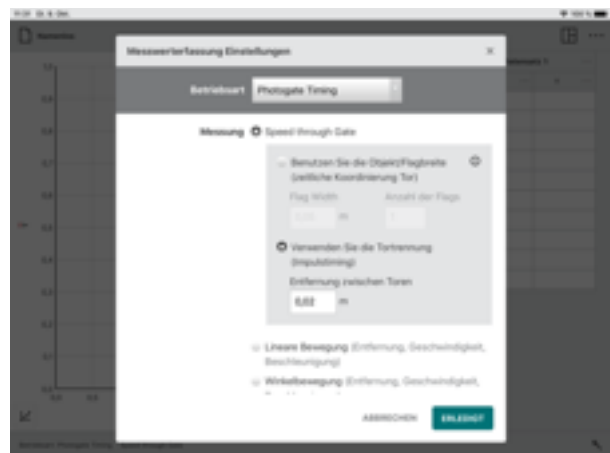 Messwerterfassung Einstellungen
Betriebsart Photogate Timing
Messung Speed through Gate
Benutzen Sie die Objekt/Flagbreite
(zeitliche Koordinierung Tor)
Flag Width Anzahl der Flags
m
Verwenden Sie die Tortrennung
(Impulstiming)
Entfernung zwischen Toren
0,02 m
Lineare Bewegung (Entfernung, Geschwindigkeit,
Beschleunigung)
Winkelbewegung (Entfernung, Geschwindigkeit,
ABBRECHEN ERLEDIGT